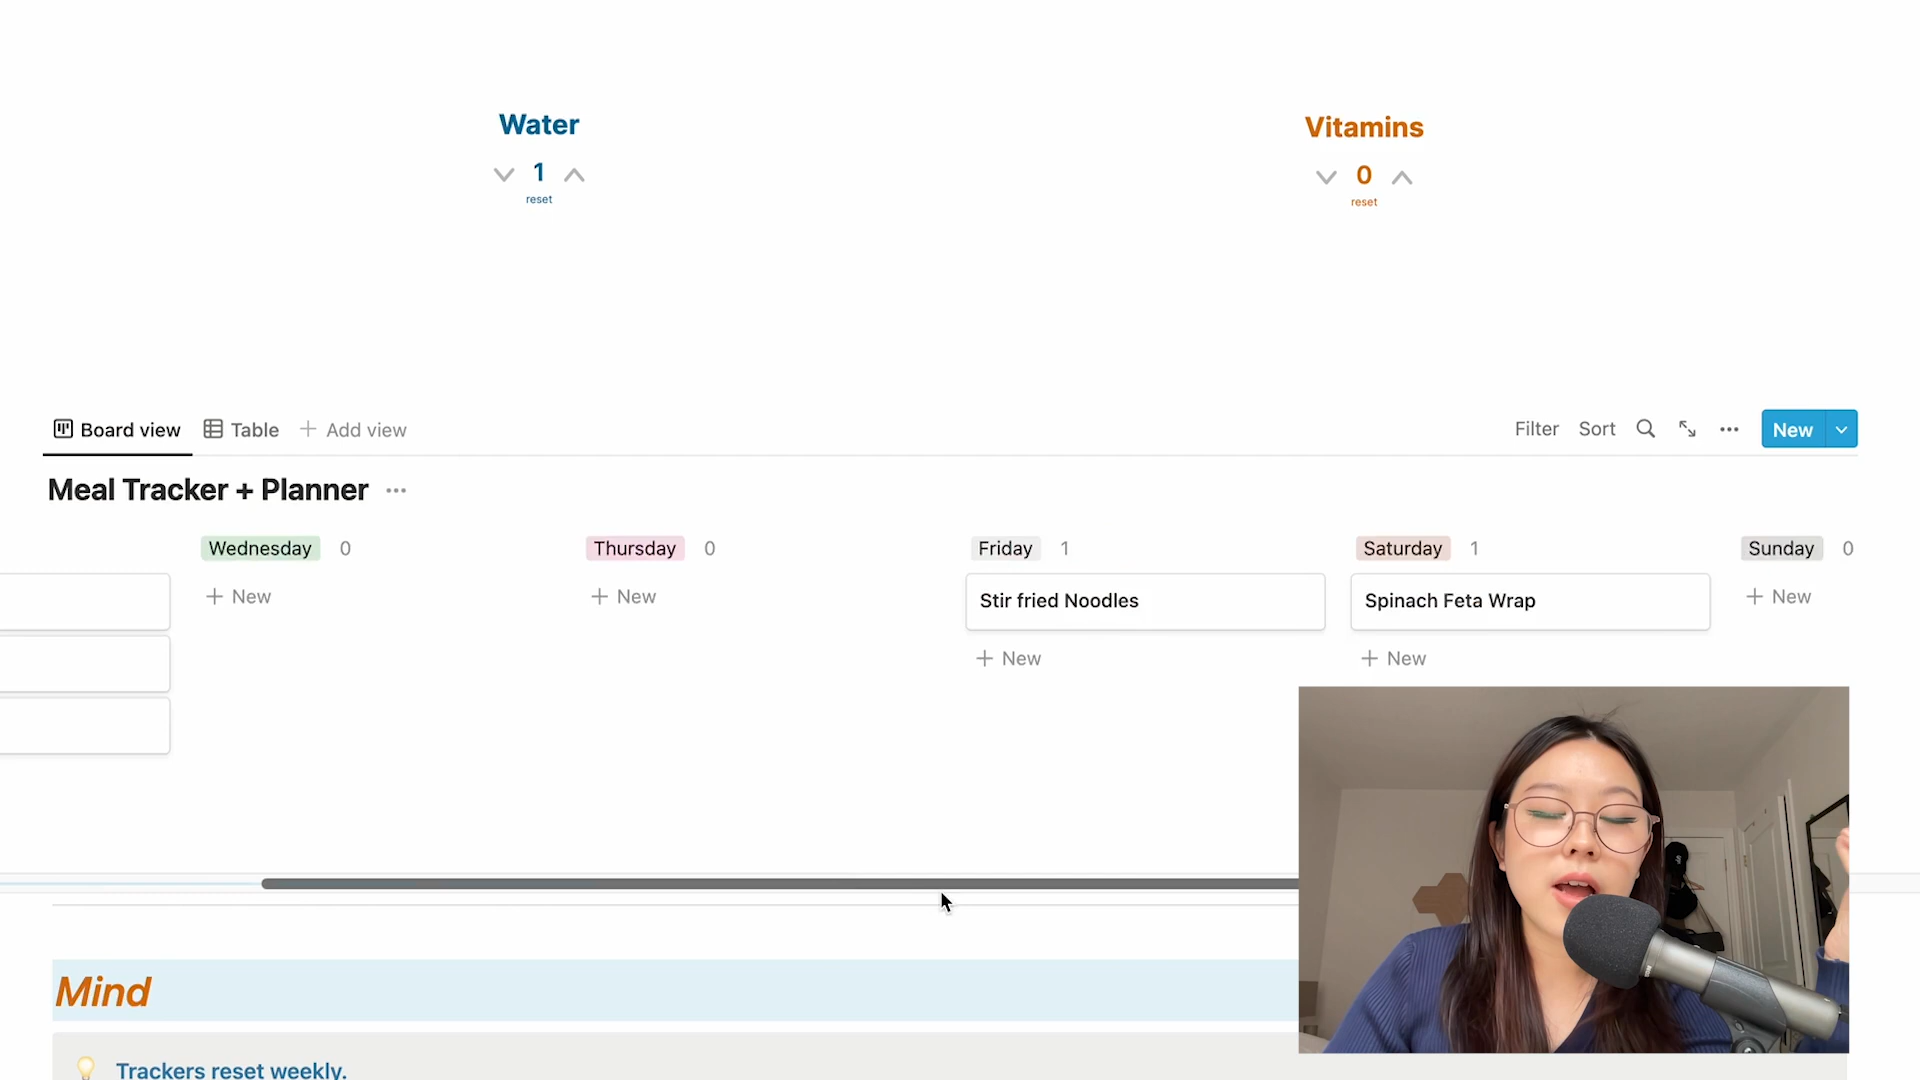 Water
Vitamins
1
0
reset
reset
Board view
Table
Add view
Filter
Sort
New
Meal Tracker + Planner
Wednesday 0
Thursday 0
Friday 1
Saturday 1
Sunday 0
New
New
Stir fried Noodles
Spinach Feta Wrap
New
New
New
Mind
Trackers reset weekly.